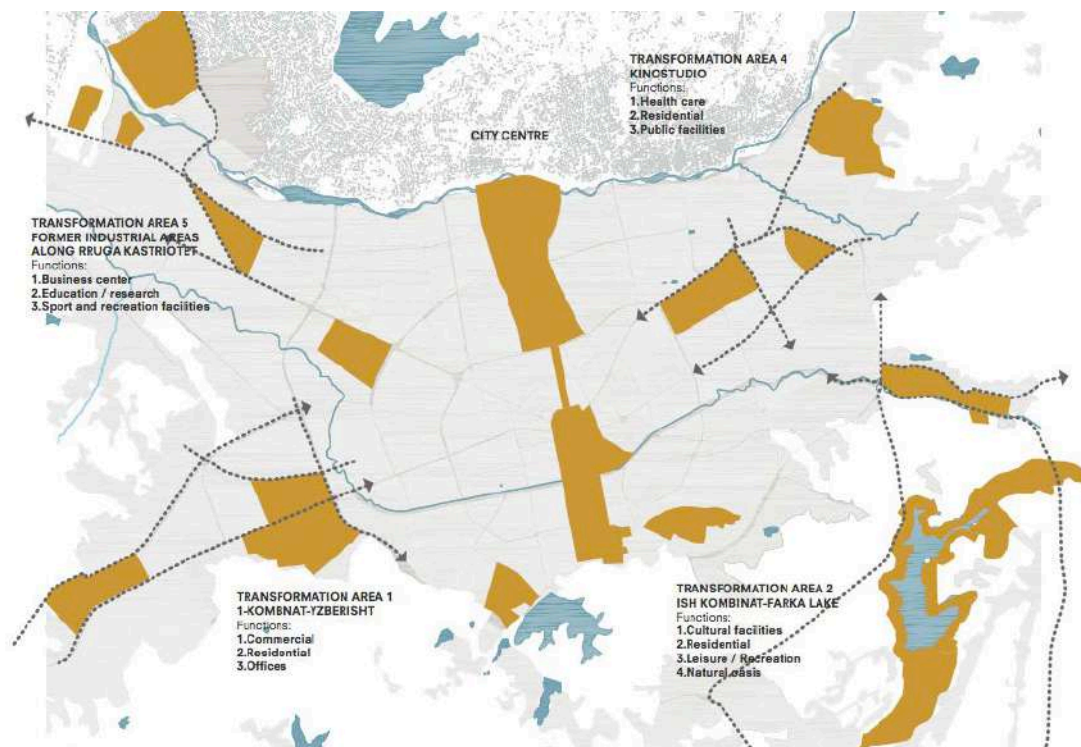 TRANSFORMATION AREA 4
KINOSTUDIO
Functions:
1.Health care
2.Residential
3.Public facilities
CITY CENTRE
TRANSFORMATION AREA 5
FORMER INDUSTRIAL AREAS
ALONG RRUGA KASTRIOTET
Functions:
1.Business center
2.Education / research
3.Sport and recreation facilities
TRANSFORMATION AREA 1
1-KOMBNAT-YZBERISHT
Functions:
1.Commercial
2.Residential
3.Offices
TRANSFORMATION AREA 2
ISH KOMBINAT-FARKA LAKE
Functions:
1.Cultural facilities
2.Residential
3.Leisure / Recreation
4.Natural oasis